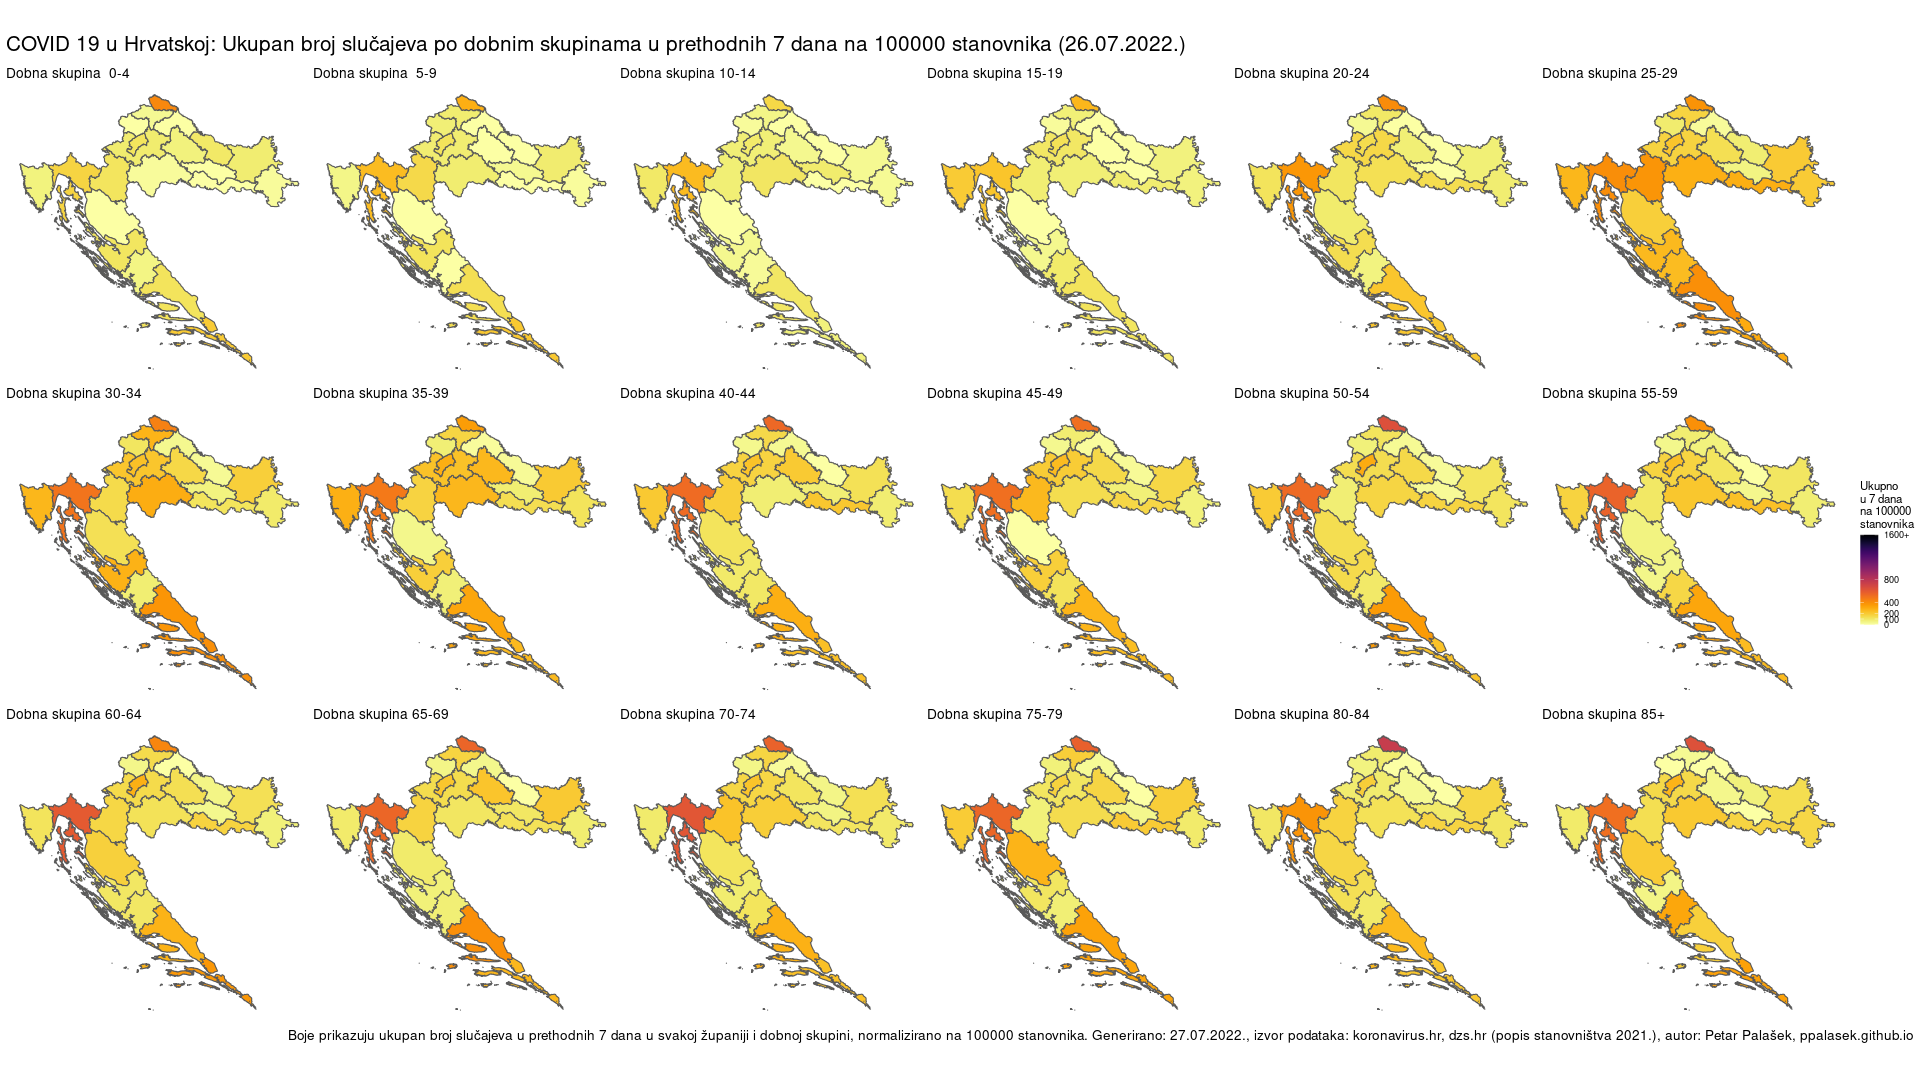 COVID 19 u Hrvatskoj: Ukupan broj slučajeva po dobnim skupinama u prethodnih 7 dana na 100000 stanovnika (26.07.2022.)
Dobna skupina  0-4
Dobna skupina  5-9
Dobna skupina 10-14
Dobna skupina 15-19
Dobna skupina 20-24
Dobna skupina 25-29
Dobna skupina 30-34
Dobna skupina 35-39
Dobna skupina 40-44
Dobna skupina 45-49
Dobna skupina 50-54
Dobna skupina 55-59
Ukupno
u 7 dana
na 100000
stanovnika
1600+
800
400
200
100
0
Dobna skupina 60-64
Dobna skupina 65-69
Dobna skupina 70-74
Dobna skupina 75-79
Dobna skupina 80-84
Dobna skupina 85+
Boje prikazuju ukupan broj slučajeva u prethodnih 7 dana u svakoj županiji i dobnoj skupini, normalizirano na 100000 stanovnika. Generirano: 27.07.2022., izvor podataka: koronavirus.hr, dzs.hr (popis stanovništva 2021.), autor: Petar Palašek, ppalasek.github.io